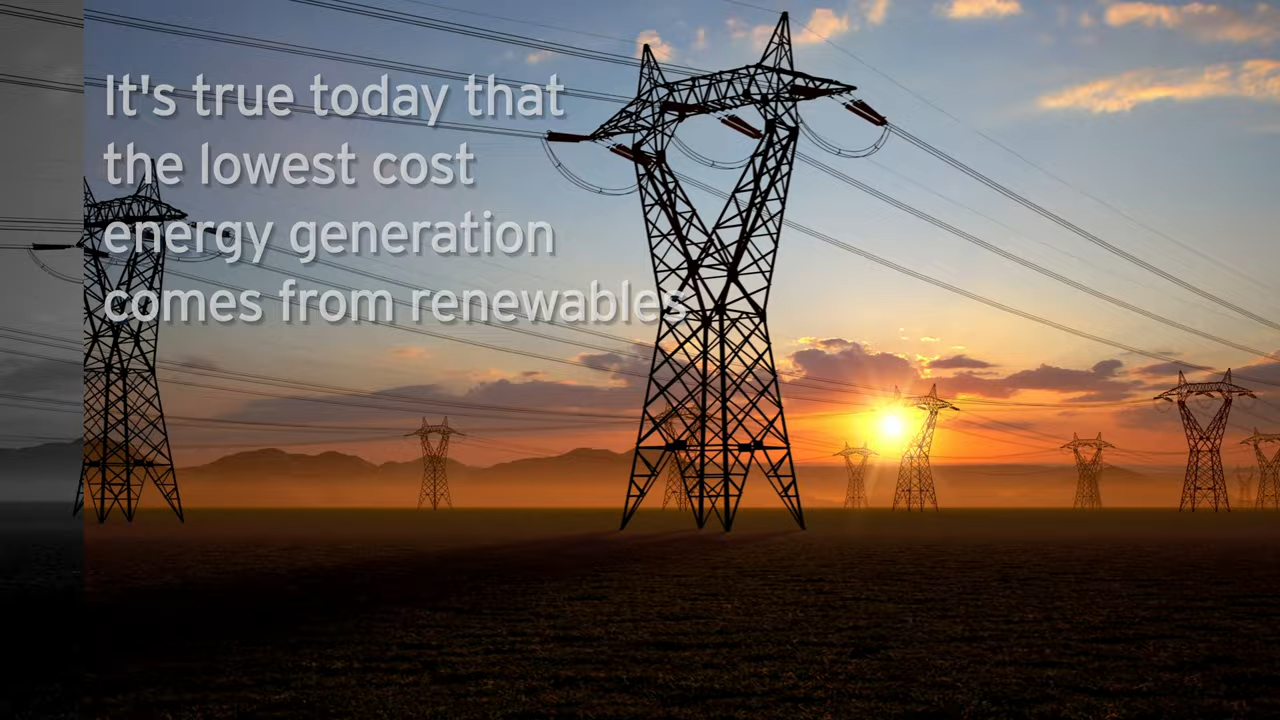 It's true today that
the lowest cost
energy generation
comes from renewables